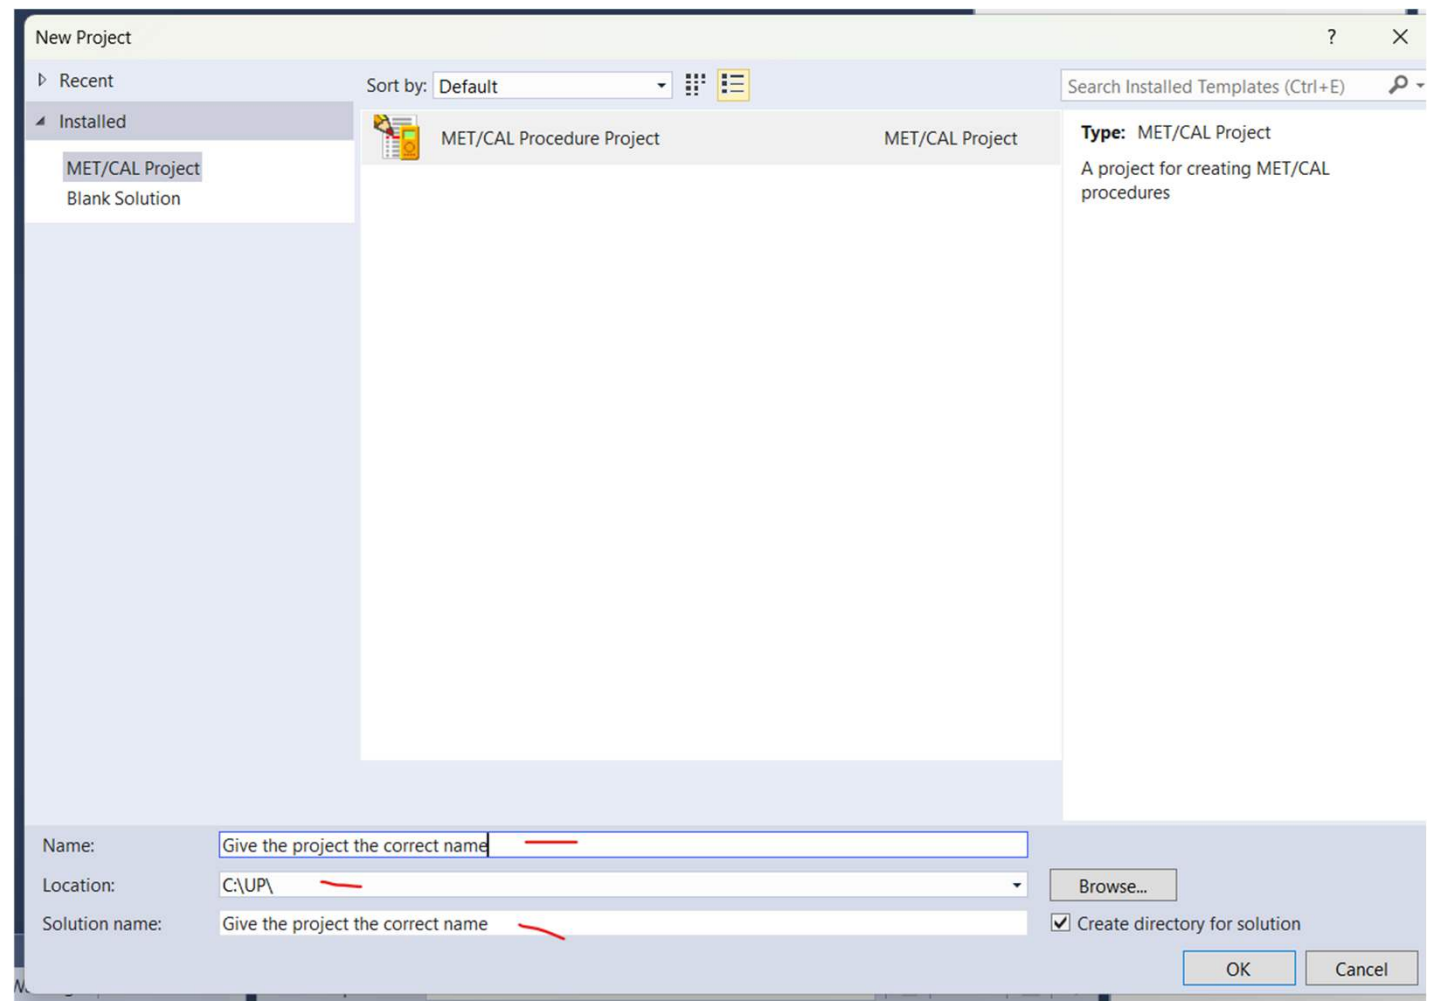 New Project
? X
Recent
Installed
MET/CAL Project
Blank Solution
Sort by: Default
Search Installed Templates (Ctrl+E)
MET/CAL Procedure Project MET/CAL Project
Type: MET/CAL Project
A project for creating MET/CAL
procedures
Name: Give the project the correct name
Location: C:\UP\
Browse...
Solution name: Give the project the correct name
Create directory for solution
OK Cancel